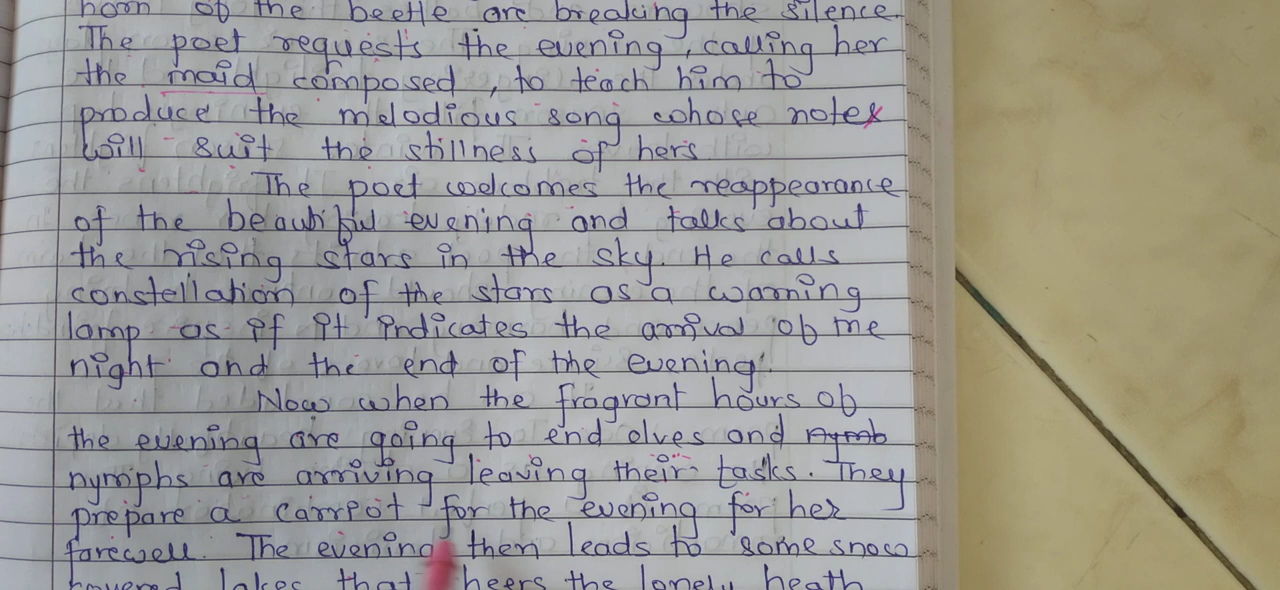 horn of the beetle are breaking the silence
The poet requests the evening, calling her
the maid composed, to teach him to
produce the melodious song whose notes
will suit the stillness of hers
The poet welcomes the reappearance
of the beautiful evening and talks about
the rising stars in the sky. He calls
constellation of the stars as a warning
lamp as if it indicates the arrival of the
night and the end of the evening.
Now when the fragrant hours of
the evening are going to end elves and
nymphs are arriving leaving their tasks. They
prepare a carrpot for the evening for her
farewell. The evening then leads to some snow
lakes that the lonely heath